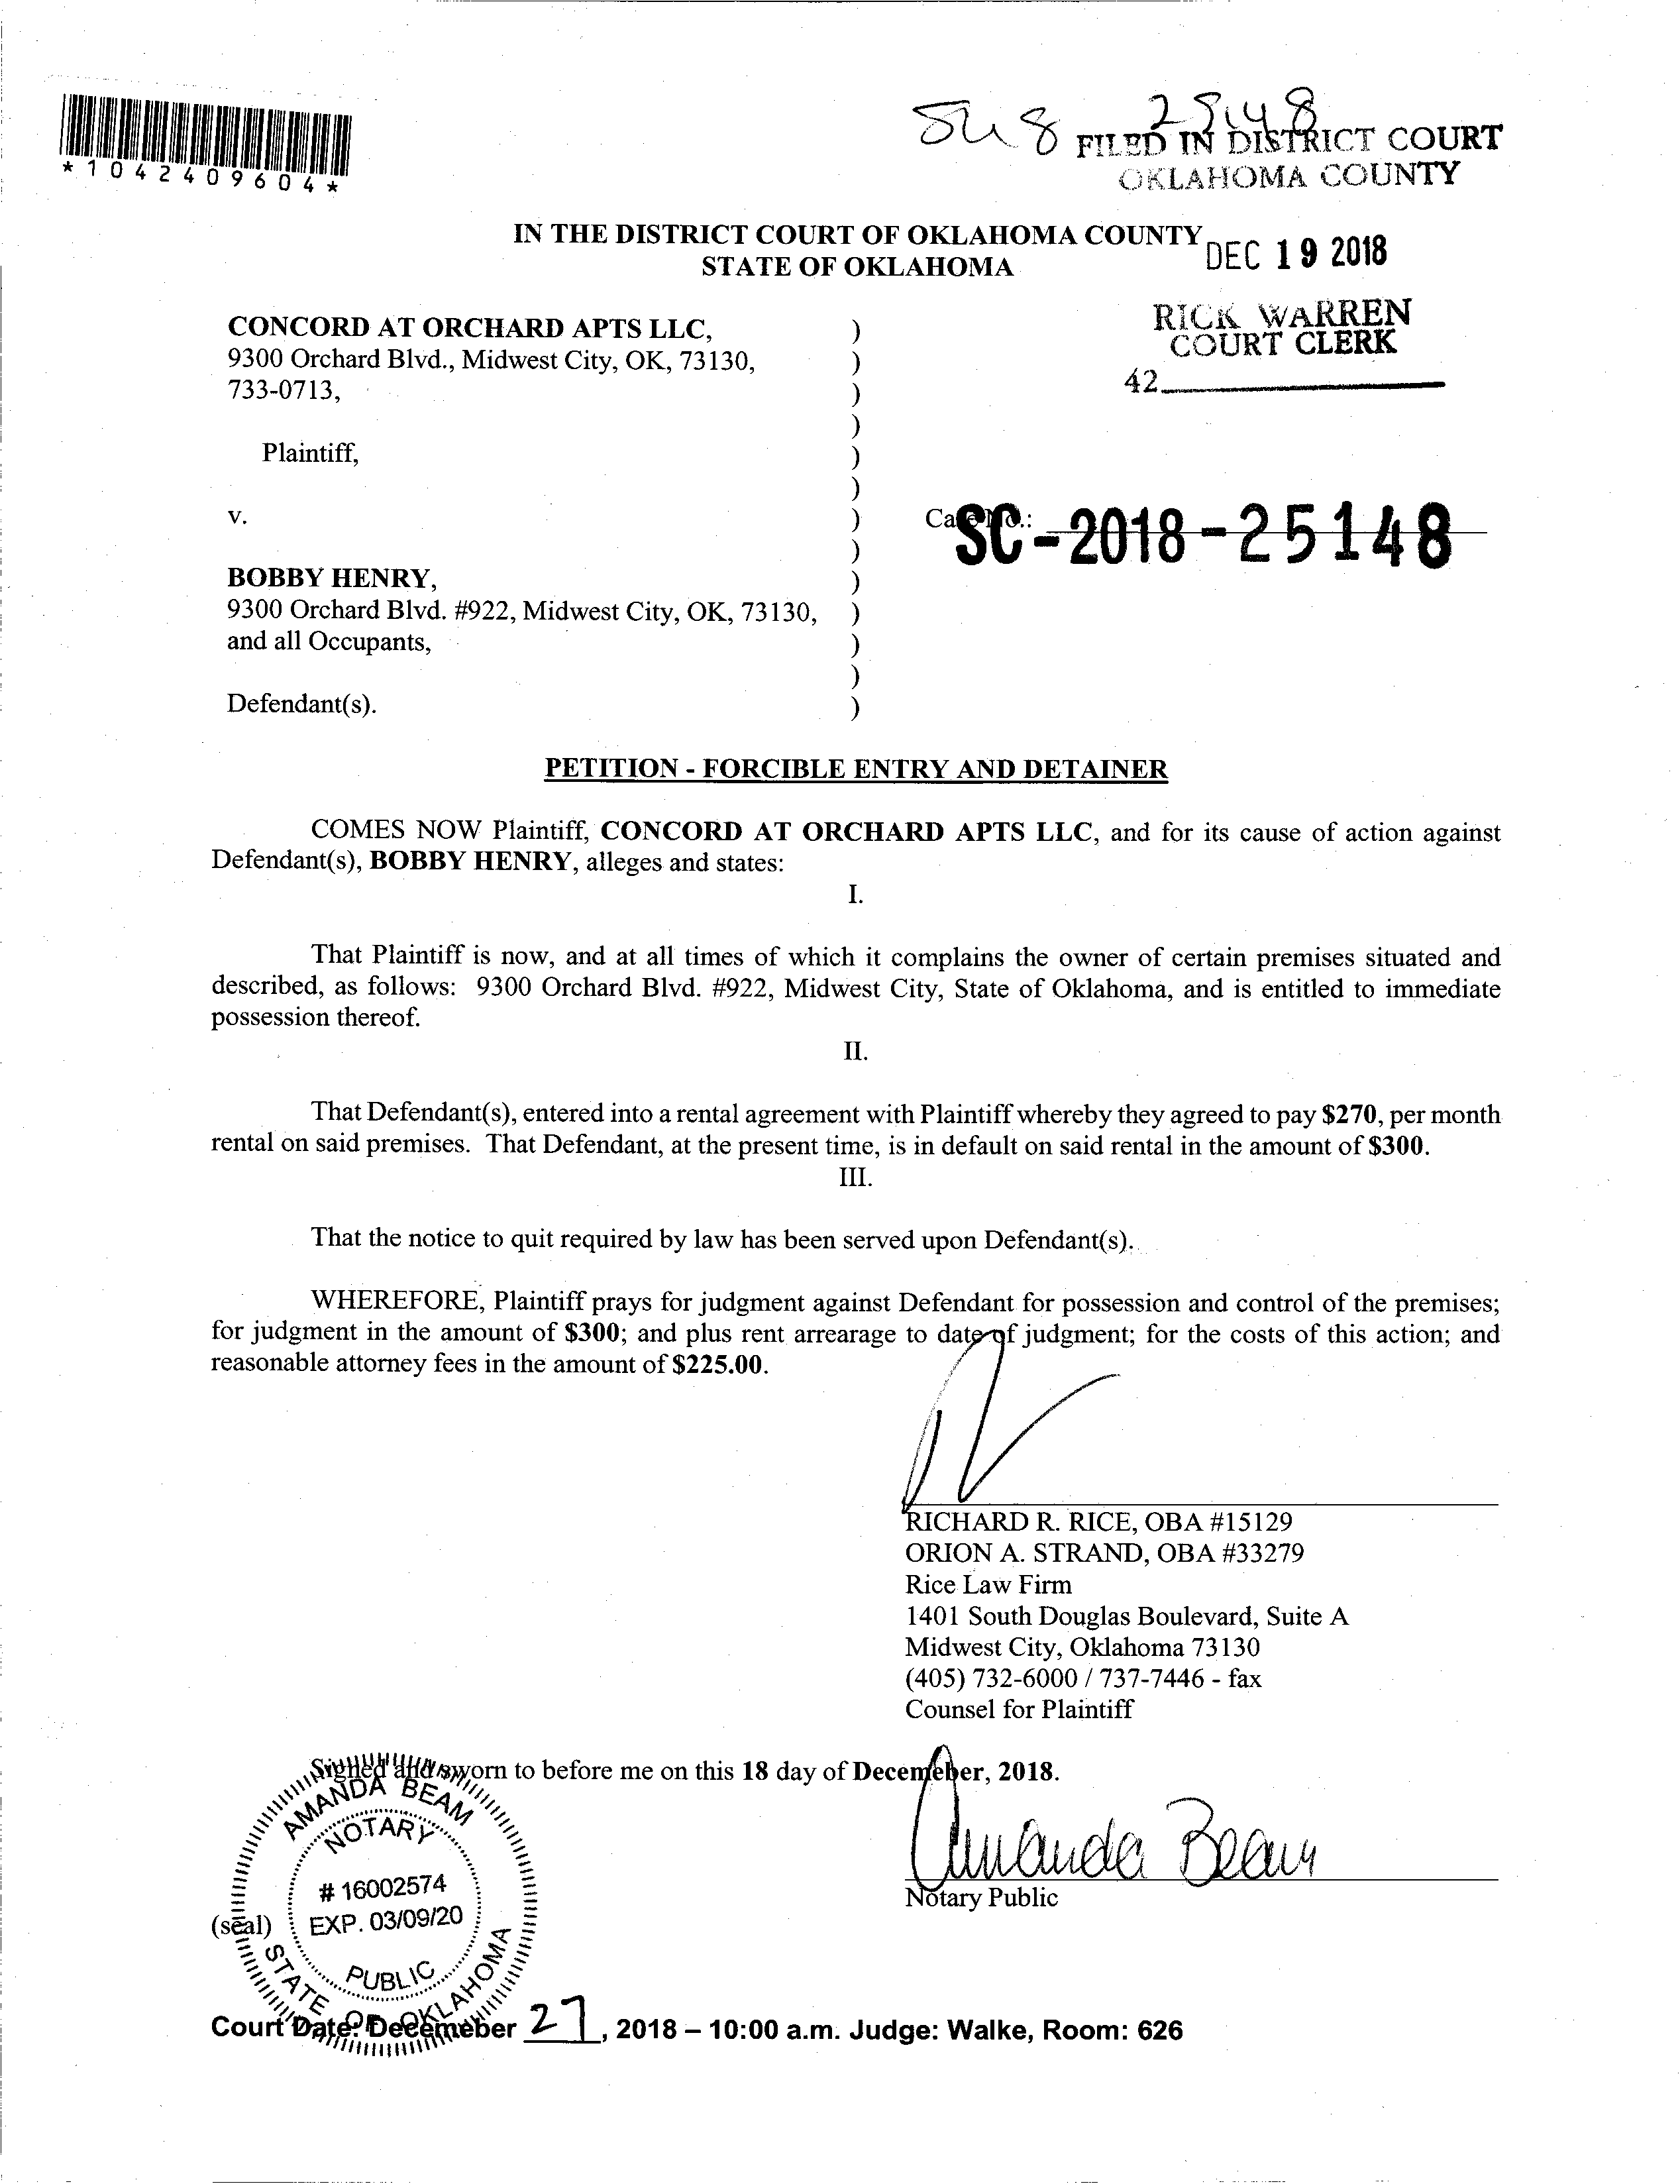 *1042409604*
FILED IN DISTRICT COURT
OKLAHOMA COUNTY
IN THE DISTRICT COURT OF OKLAHOMA COUNTY
STATE OF OKLAHOMA
DEC 19 2018
RICK WARREN
COURT CLERK
42
CONCORD AT ORCHARD APTS LLC, )
9300 Orchard Blvd., Midwest City, OK, 73130, )
733-0713, )
)
Plaintiff, )
)
v. ) Case No.: SC-2018-25148
)
BOBBY HENRY, )
9300 Orchard Blvd. #922, Midwest City, OK, 73130, )
and all Occupants, )
)
Defendant(s). )
PETITION - FORCIBLE ENTRY AND DETAINER
COMES NOW Plaintiff, CONCORD AT ORCHARD APTS LLC, and for its cause of action against
Defendant(s), BOBBY HENRY, alleges and states:
I.
That Plaintiff is now, and at all times of which it complains the owner of certain premises situated and
described, as follows: 9300 Orchard Blvd. #922, Midwest City, State of Oklahoma, and is entitled to immediate
possession thereof.
II.
That Defendant(s), entered into a rental agreement with Plaintiff whereby they agreed to pay $270, per month
rental on said premises. That Defendant, at the present time, is in default on said rental in the amount of $300.
III.
That the notice to quit required by law has been served upon Defendant(s).
WHEREFORE, Plaintiff prays for judgment against Defendant for possession and control of the premises;
for judgment in the amount of $300; and plus rent arrearage to date of judgment; for the costs of this action; and
reasonable attorney fees in the amount of $225.00.
RICHARD R. RICE, OBA #15129
ORION A. STRAND, OBA #33279
Rice Law Firm
1401 South Douglas Boulevard, Suite A
Midwest City, Oklahoma 73130
(405) 732-6000 / 737-7446 - fax
Counsel for Plaintiff
Signed and sworn to before me on this 18 day of Decemeber, 2018.
Amanda Beam
Notary Public
(seal)
AMANDA BEAM
NOTARY
# 16002574
EXP. 03/09/20
PUBLIC
STATE OF OKLAHOMA
Court Date: Decemeber 27, 2018 – 10:00 a.m. Judge: Walke, Room: 626